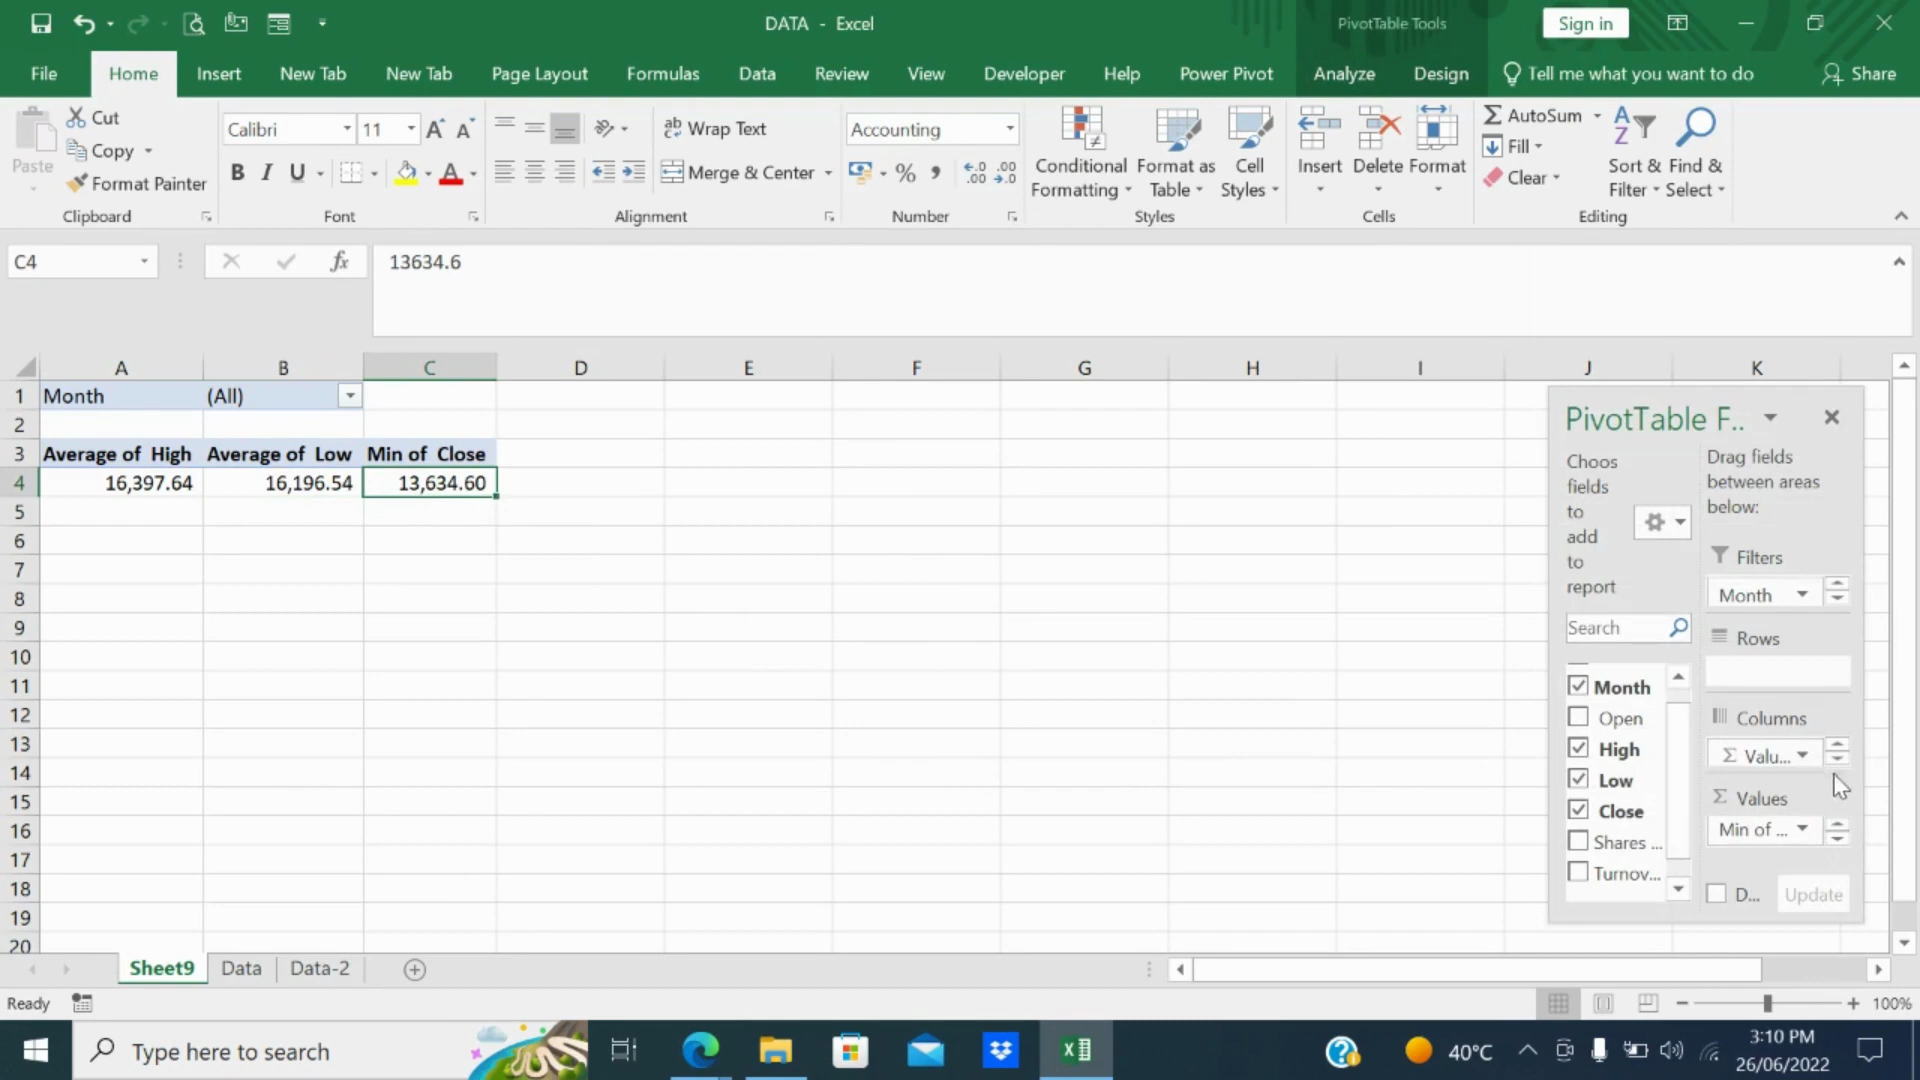 DATA - Excel
PivotTable Tools
Sign in
File Home Insert New Tab New Tab Page Layout Formulas Data Review View Developer Help Power Pivot Analyze Design Tell me what you want to do Share
Paste
Cut
Copy
Format Painter
Clipboard
Calibri 11
B I U
Font
Wrap Text
Merge & Center
Alignment
Accounting
Number
Conditional Formatting
Format as Table
Cell Styles
Styles
Insert Delete Format
Cells
AutoSum
Fill
Clear
Sort & Filter
Find & Select
Editing
C4
fx
13634.6
A B C D E F G H I J K
1 Month (All)
2
3 Average of High Average of Low Min of Close
4 16,397.64 16,196.54 13,634.60
5
6
7
8
9
10
11
12
13
14
15
16
17
18
19
20
PivotTable F..
Choos
fields
to
add
to
report
Search
Month
Open
High
Low
Close
Shares ...
Turnov...
Drag fields
between areas
below:
Filters
Month
Rows
Columns
Σ Valu...
Σ Values
Min of ...
D...
Update
Sheet9 Data Data-2
Ready
100%
Type here to search
40°C
3:10 PM
26/06/2022